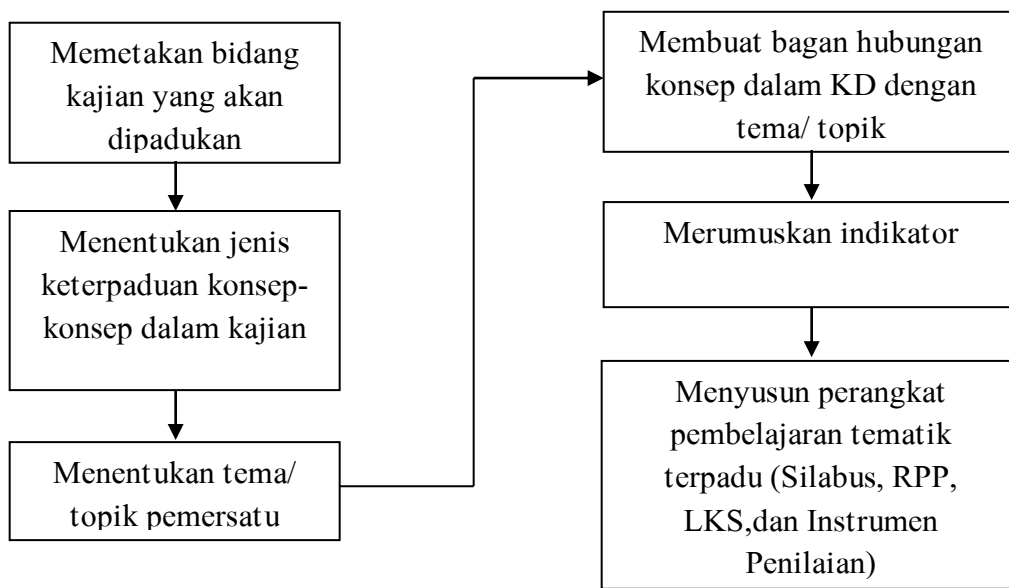 Memetakan bidang
kajian yang akan
dipadukan
Menentukan jenis
keterpaduan konsep-
konsep dalam kajian
Menentukan tema/
topik pemersatu
Membuat bagan hubungan
konsep dalam KD dengan
tema/ topik
Merumuskan indikator
Menyusun perangkat
pembelajaran tematik
terpadu (Silabus, RPP,
LKS,dan Instrumen
Penilaian)